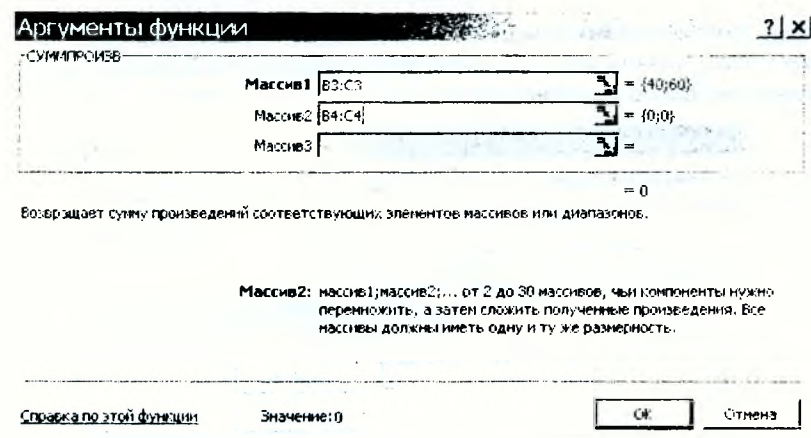 Аргументы функции
СУММПРОИЗВ
Массив1 B3:C3 = {40;60}
Массив2 B4:C4 = {0;0}
Массив3 =
= 0
Возвращает сумму произведений соответствующих элементов массивов или диапазонов.
Массив2: массив1;массив2;... от 2 до 30 массивов, чьи компоненты нужно
перемножить, а затем сложить полученные произведения. Все
массивы должны иметь одну и ту же размерность.
Справка по этой функции Значение: 0 ОК Отмена